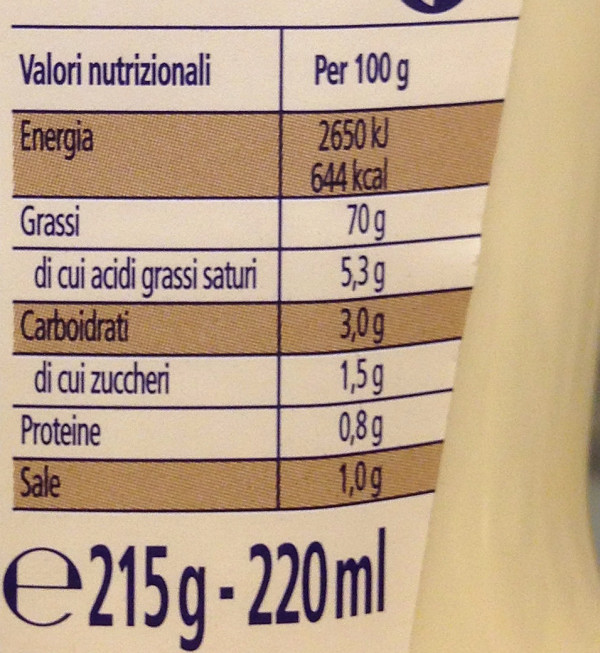 Valori nutrizionali Per 100 g
Energia 2650 kJ
644 kcal
Grassi 70 g
di cui acidi grassi saturi 5,3 g
Carboidrati 3,0 g
di cui zuccheri 1,5 g
Proteine 0,8 g
Sale 1,0 g
℮ 215 g - 220 ml